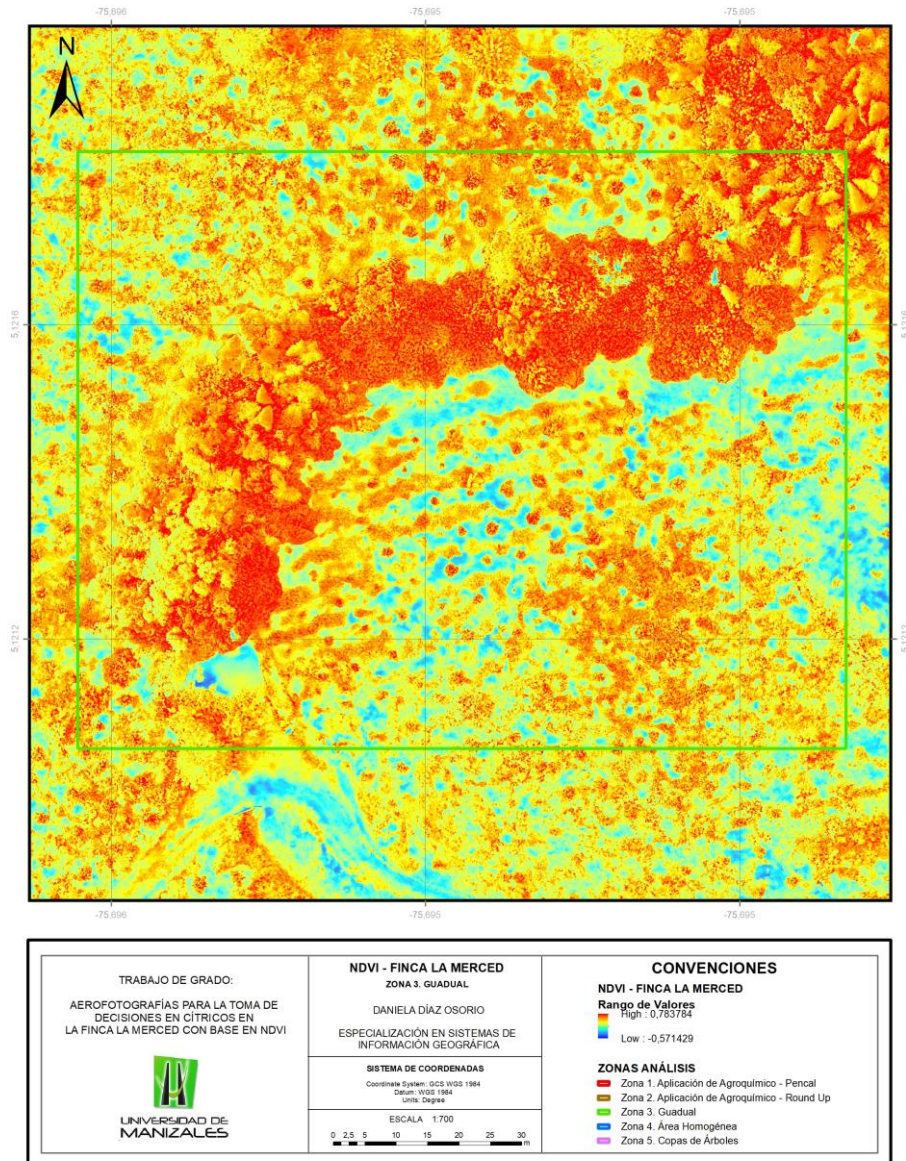 -75,696
-75,695
-75,695
N
5,1216
5,1216
5,1212
5,1212
-75,696
-75,695
-75,695
TRABAJO DE GRADO:
AEROFOTOGRAFÍAS PARA LA TOMA DE
DECISIONES EN CÍTRICOS EN
LA FINCA LA MERCED CON BASE EN NDVI
UNIVERSIDAD DE
MANIZALES
NDVI - FINCA LA MERCED
ZONA 3. GUADUAL
DANIELA DÍAZ OSORIO
ESPECIALIZACIÓN EN SISTEMAS DE
INFORMACIÓN GEOGRÁFICA
SISTEMA DE COORDENADAS
Coordinate System: GCS WGS 1984
Datum: WGS 1984
Units: Degree
ESCALA 1:700
0 2,5 5 10 15 20 25 30
m
CONVENCIONES
NDVI - FINCA LA MERCED
Rango de Valores
High : 0,783784
Low : -0,571429
ZONAS ANÁLISIS
Zona 1. Aplicación de Agroquímico - Pencal
Zona 2. Aplicación de Agroquímico - Round Up
Zona 3. Guadual
Zona 4. Área Homogénea
Zona 5. Copas de Árboles